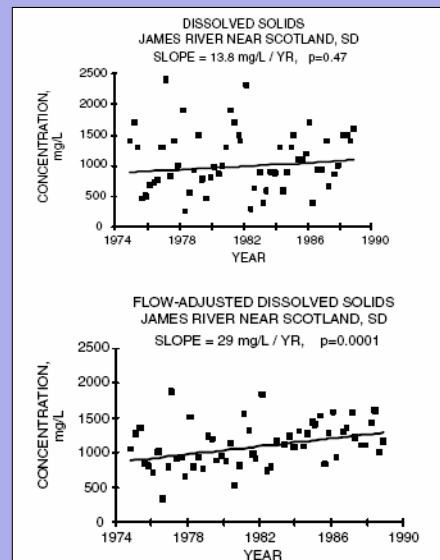 DISSOLVED SOLIDS
JAMES RIVER NEAR SCOTLAND, SD
SLOPE = 13.8 mg/L / YR, p=0.47
2500
2000
1500
1000
500
0
CONCENTRATION,
mg/L
1974 1978 1982 1986 1990
YEAR
FLOW-ADJUSTED DISSOLVED SOLIDS
JAMES RIVER NEAR SCOTLAND, SD
SLOPE = 29 mg/L / YR, p=0.0001
2500
2000
1500
1000
500
0
CONCENTRATION,
mg/L
1974 1978 1982 1986 1990
YEAR